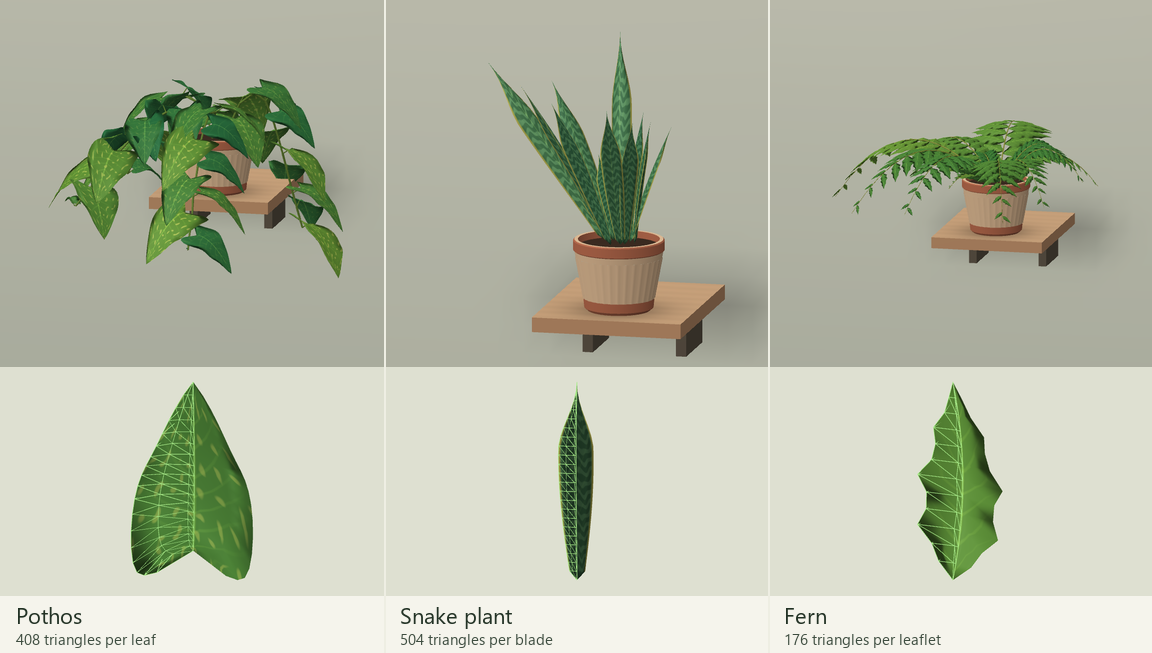 Pothos
408 triangles per leaf
Snake plant
504 triangles per blade
Fern
176 triangles per leaflet